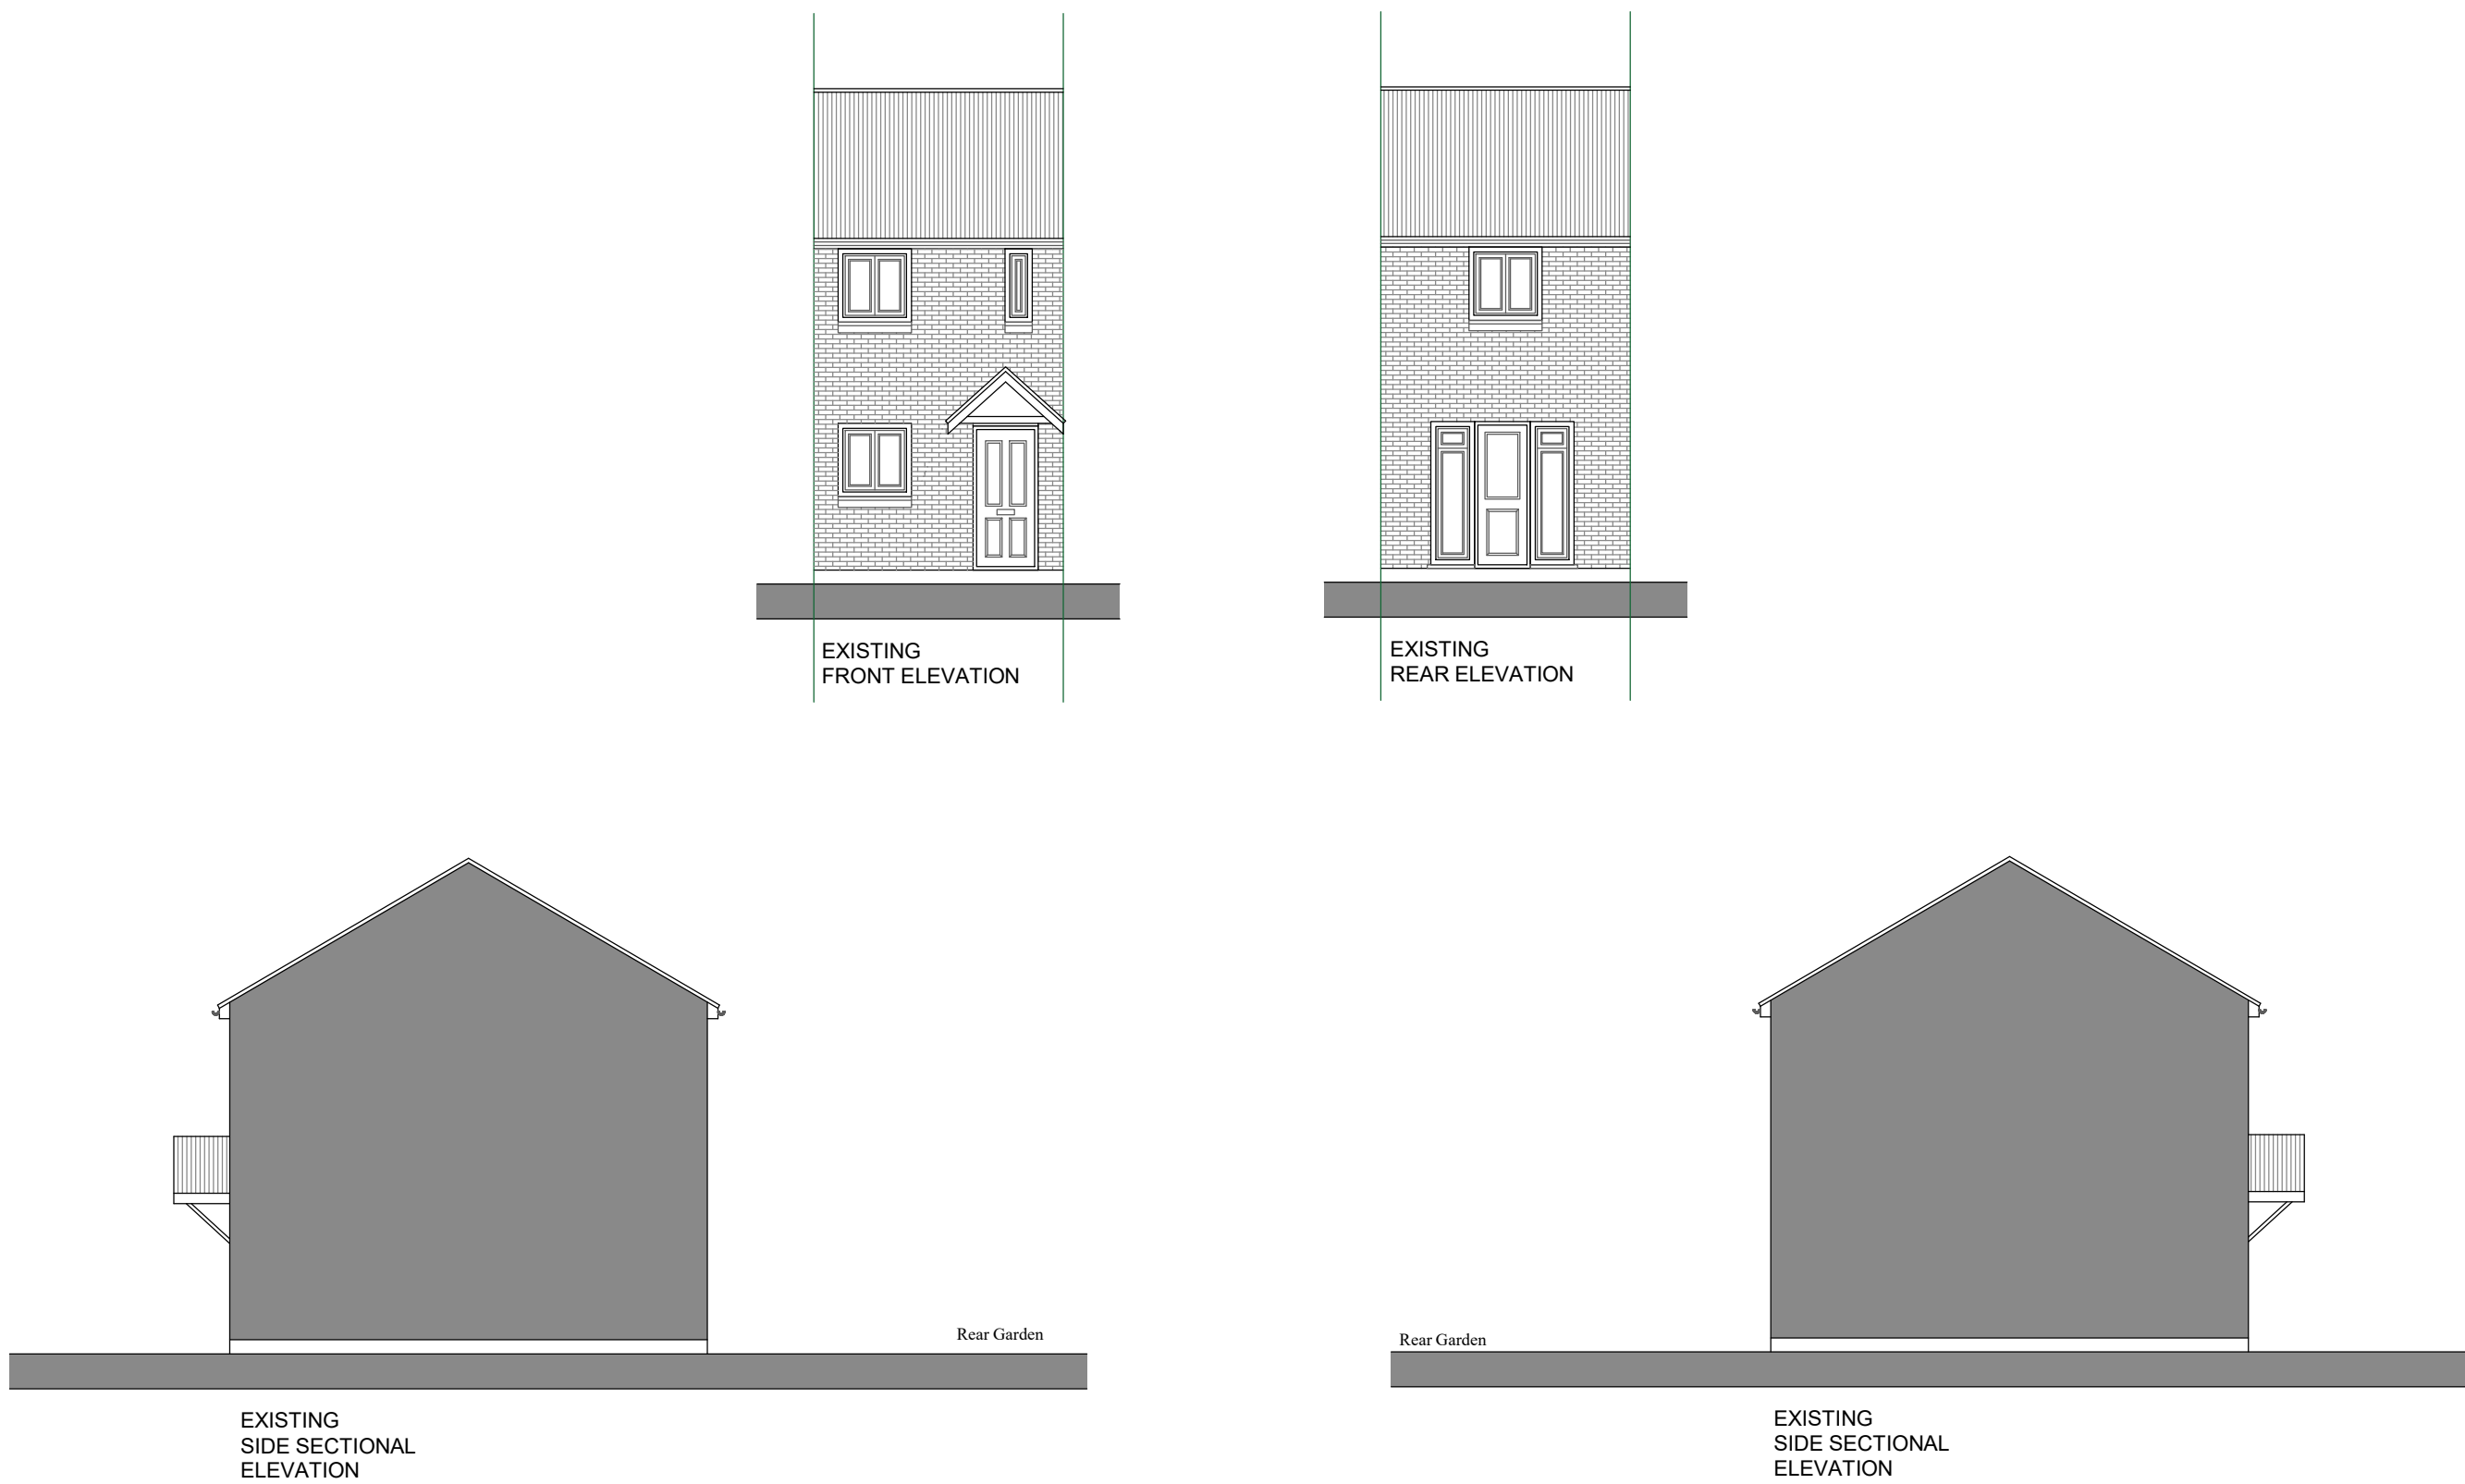 EXISTING
FRONT ELEVATION
EXISTING
REAR ELEVATION
Rear Garden
EXISTING
SIDE SECTIONAL
ELEVATION
Rear Garden
EXISTING
SIDE SECTIONAL
ELEVATION